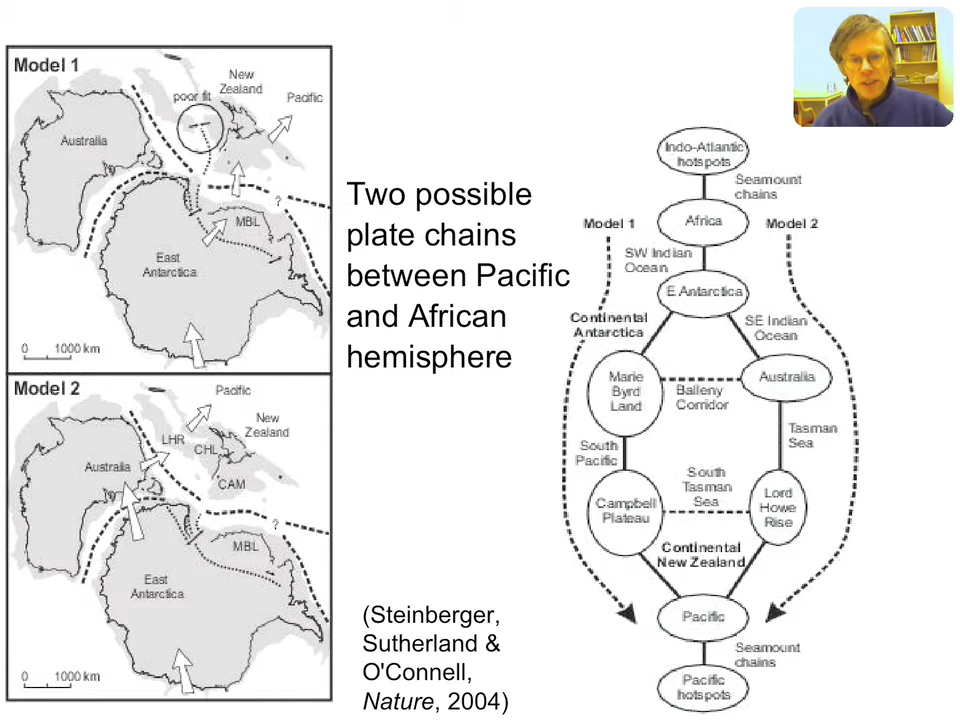 Model 1
New
Zealand
Pacific
poor fit
Australia
?
MBL
East
Antarctica
0 1000 km
Model 2
Pacific
New
Zealand
LHR
CHL
Australia
CAM
?
MBL
East
Antarctica
0 1000 km
Two possible
plate chains
between Pacific
and African
hemisphere
(Steinberger,
Sutherland &
O'Connell,
Nature, 2004)
Indo-Atlantic
hotspots
Seamount
chains
Model 1
Africa
Model 2
SW Indian
Ocean
E Antarctica
Continental
Antarctica
SE Indian
Ocean
Marie
Byrd
Land
Balleny
Corridor
Australia
South
Pacific
Tasman
Sea
Campbell
Plateau
South
Tasman
Sea
Lord
Howe
Rise
Continental
New Zealand
Pacific
Seamount
chains
Pacific
hotspots